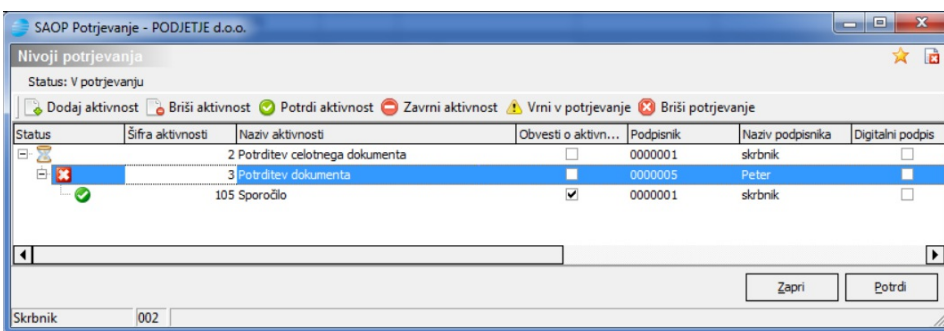 SAOP Potrjevanje - PODJETJE d.o.o.
Nivoji potrjevanja
Status: V potrjevanju
Dodaj aktivnost Briši aktivnost Potrdi aktivnost Zavrni aktivnost Vrni v potrjevanje Briši potrjevanje
Status Šifra aktivnosti Naziv aktivnosti Obvesti o aktivn... Podpisnik Naziv podpisnika Digitalni podpis
2 Potrditev celotnega dokumenta 0000001 skrbnik
3 Potrditev dokumenta 0000005 Peter
105 Sporočilo 0000001 skrbnik
Zapri Potrdi
Skrbnik 002